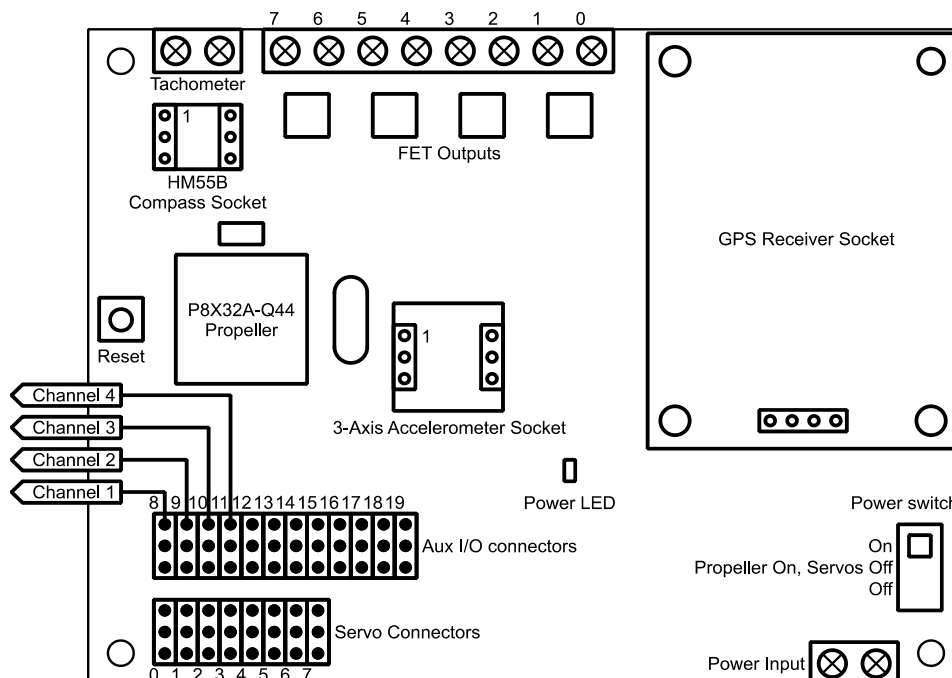 7 6 5 4 3 2 1 0
Tachometer
1
FET Outputs
HM55B
Compass Socket
GPS Receiver Socket
P8X32A-Q44
Propeller
1
Reset
Channel 4
3-Axis Accelerometer Socket
Channel 3
Channel 2
Channel 1
8 9 10 11 12 13 14 15 16 17 18 19
Power LED
Power switch
Aux I/O connectors
On
Propeller On, Servos Off
Off
Servo Connectors
Power Input
0 1 2 3 4 5 6 7